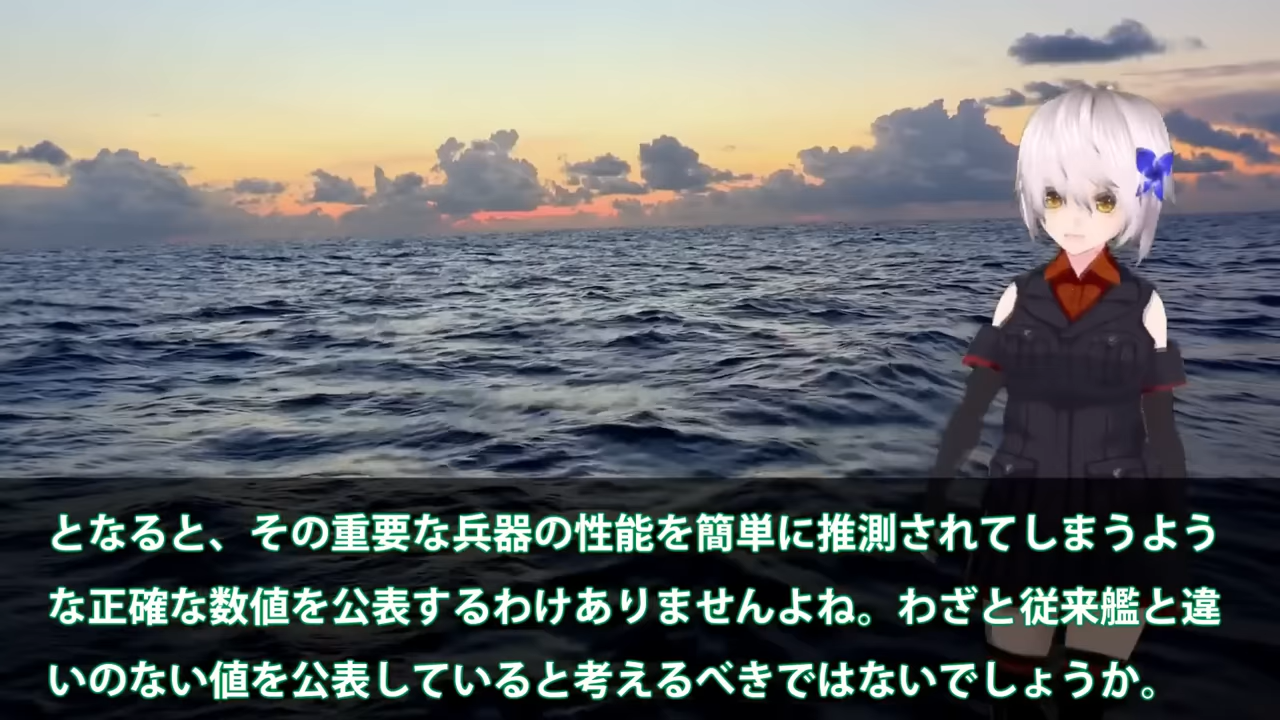 となると、その重要な兵器の性能を簡単に推測されてしまうよう
な正確な数値を公表するわけありませんよね。わざと従来艦と違
いのない値を公表していると考えるべきではないでしょうか。